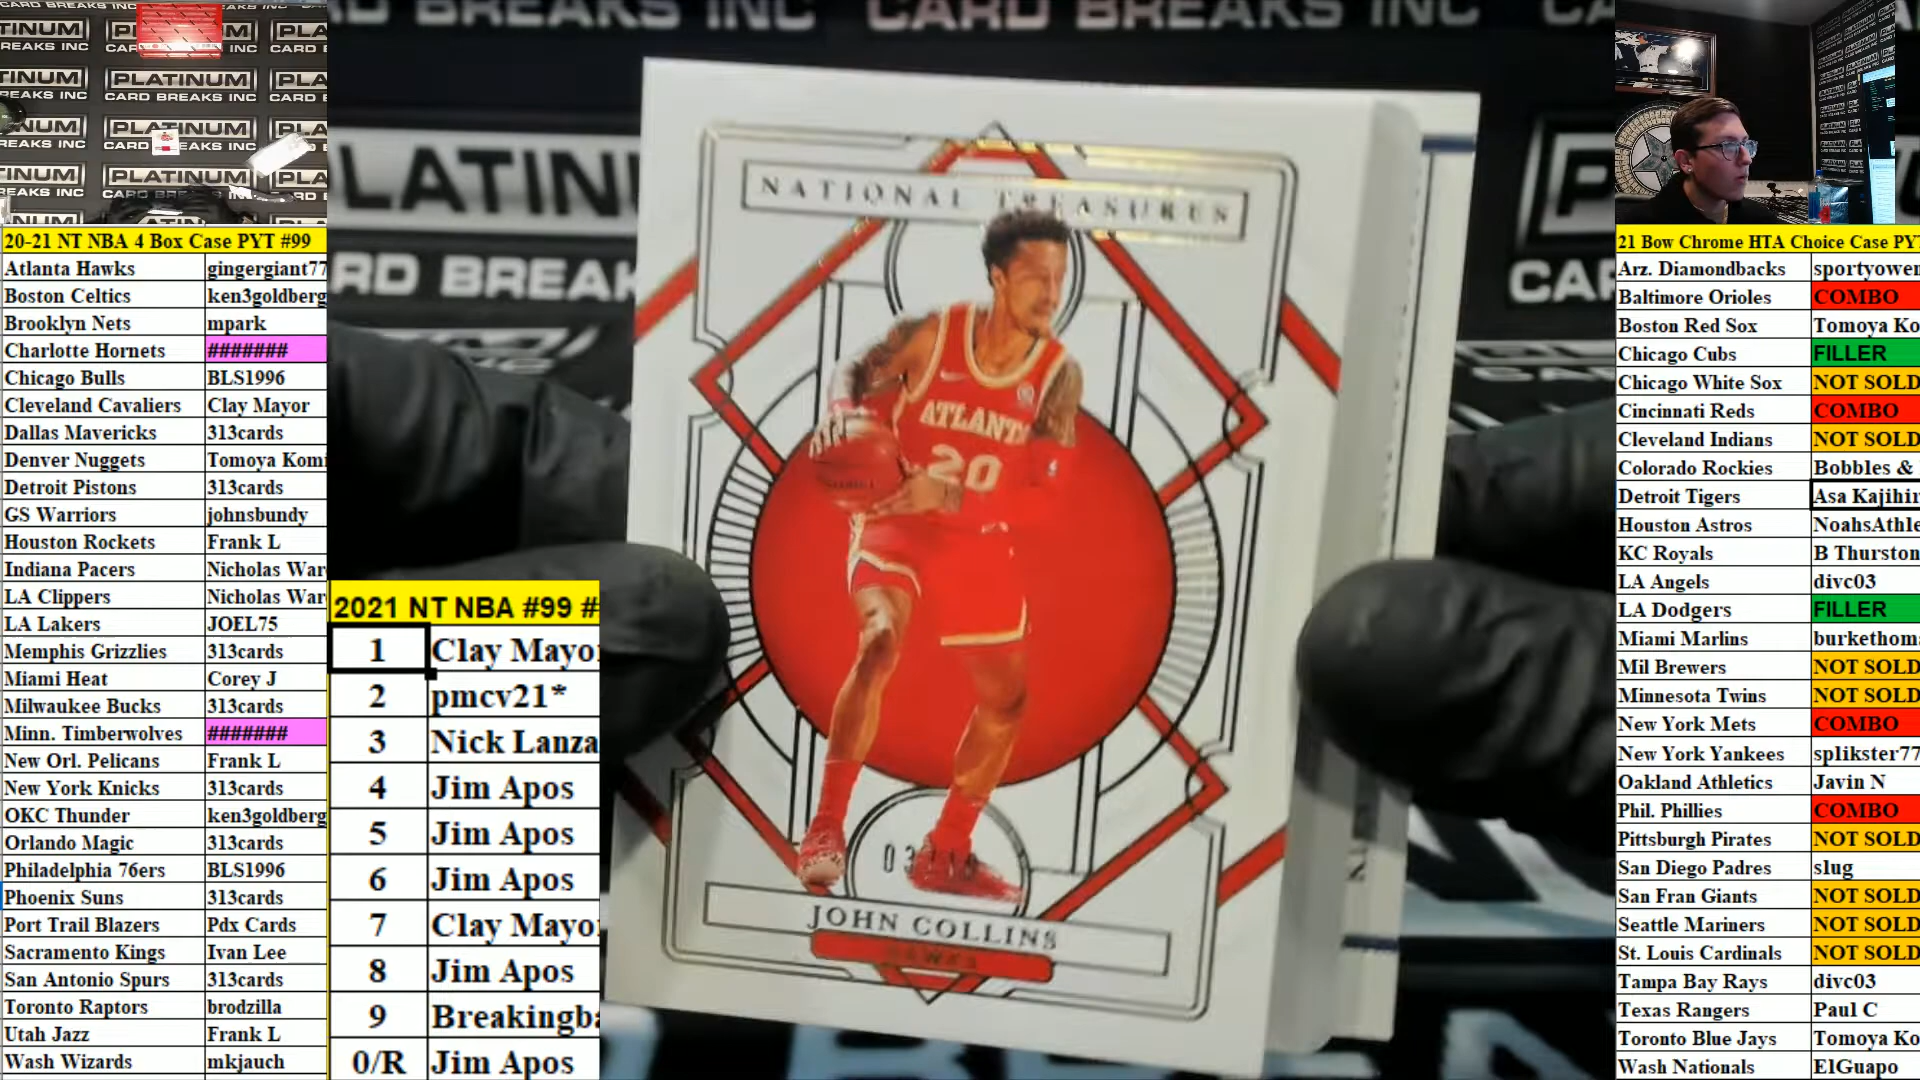 20-21 NT NBA 4 Box Case PYT #99
Atlanta Hawks gingergiant77
Boston Celtics ken3goldberg
Brooklyn Nets mpark
Charlotte Hornets #######
Chicago Bulls BLS1996
Cleveland Cavaliers Clay Mayor
Dallas Mavericks 313cards
Denver Nuggets Tomoya Komi
Detroit Pistons 313cards
GS Warriors johnsbundy
Houston Rockets Frank L
Indiana Pacers Nicholas War
LA Clippers Nicholas War
LA Lakers JOEL75
Memphis Grizzlies 313cards
Miami Heat Corey J
Milwaukee Bucks 313cards
Minn. Timberwolves #######
New Orl. Pelicans Frank L
New York Knicks 313cards
OKC Thunder ken3goldberg
Orlando Magic 313cards
Philadelphia 76ers BLS1996
Phoenix Suns 313cards
Port Trail Blazers Pdx Cards
Sacramento Kings Ivan Lee
San Antonio Spurs 313cards
Toronto Raptors brodzilla
Utah Jazz Frank L
Wash Wizards mkjauch
2021 NT NBA #99 #
1 Clay Mayo
2 pmcv21*
3 Nick Lanza
4 Jim Apos
5 Jim Apos
6 Jim Apos
7 Clay Mayo
8 Jim Apos
9 Breakingba
0/R Jim Apos
CARD BREAKS INC
PLATINUM
CARD BREAKS INC
NATIONAL TREASURES
ATLANTA
20
JOHN COLLINS
HAWKS
21 Bow Chrome HTA Choice Case PYT
Arz. Diamondbacks sportyowen
Baltimore Orioles COMBO
Boston Red Sox Tomoya Ko
Chicago Cubs FILLER
Chicago White Sox NOT SOLD
Cincinnati Reds COMBO
Cleveland Indians NOT SOLD
Colorado Rockies Bobbles &
Detroit Tigers Asa Kajihir
Houston Astros NoahsAthle
KC Royals B Thurston
LA Angels divc03
LA Dodgers FILLER
Miami Marlins burkethoma
Mil Brewers NOT SOLD
Minnesota Twins NOT SOLD
New York Mets COMBO
New York Yankees splikster77
Oakland Athletics Javin N
Phil. Phillies COMBO
Pittsburgh Pirates NOT SOLD
San Diego Padres slug
San Fran Giants NOT SOLD
Seattle Mariners NOT SOLD
St. Louis Cardinals NOT SOLD
Tampa Bay Rays divc03
Texas Rangers Paul C
Toronto Blue Jays Tomoya Ko
Wash Nationals ElGuapo